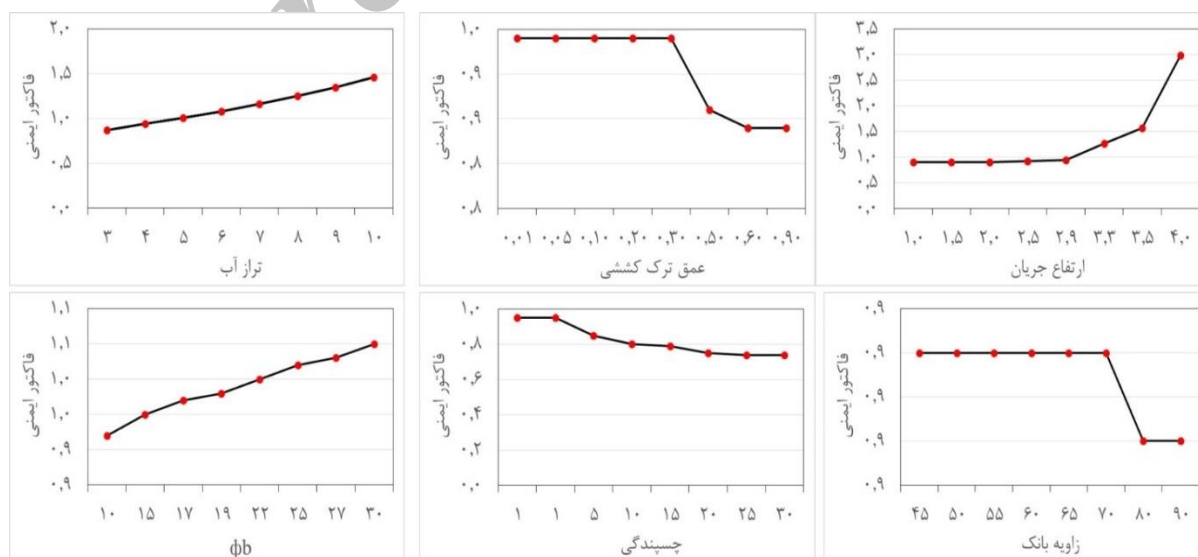 ۲٫۰
۱٫۵
۱٫۰
۰٫۵
۰٫۰
فاکتور ایمنی
۳ ۴ ۵ ۶ ۷ ۸ ۹ ۱۰
تراز آب
۱٫۰
۰٫۹
۰٫۹
۰٫۸
۰٫۸
فاکتور ایمنی
۰٫۰۱ ۰٫۰۵ ۰٫۱۰ ۰٫۲۰ ۰٫۳۰ ۰٫۵۰ ۰٫۶۰ ۰٫۹۰
عمق ترک کششی
۳٫۵
۳٫۰
۲٫۵
۲٫۰
۱٫۵
۱٫۰
۰٫۵
۰٫۰
فاکتور ایمنی
۱٫۰ ۱٫۵ ۲٫۰ ۲٫۵ ۲٫۹ ۳٫۳ ۳٫۵ ۴٫۰
ارتفاع جریان
۱٫۱
۱٫۱
۱٫۰
۱٫۰
۰٫۹
۰٫۹
فاکتور ایمنی
۱۰ ۱۵ ۱۷ ۱۹ ۲۲ ۲۵ ۲۷ ۳۰
φb
۱٫۰
۰٫۸
۰٫۶
۰٫۴
۰٫۲
۰٫۰
فاکتور ایمنی
۱ ۱ ۵ ۱۰ ۱۵ ۲۰ ۲۵ ۳۰
چسپندگی
۰٫۹
۰٫۹
۰٫۹
۰٫۹
۰٫۹
فاکتور ایمنی
۴۵ ۵۰ ۵۵ ۶۰ ۶۵ ۷۰ ۸۰ ۹۰
زاویه بانک